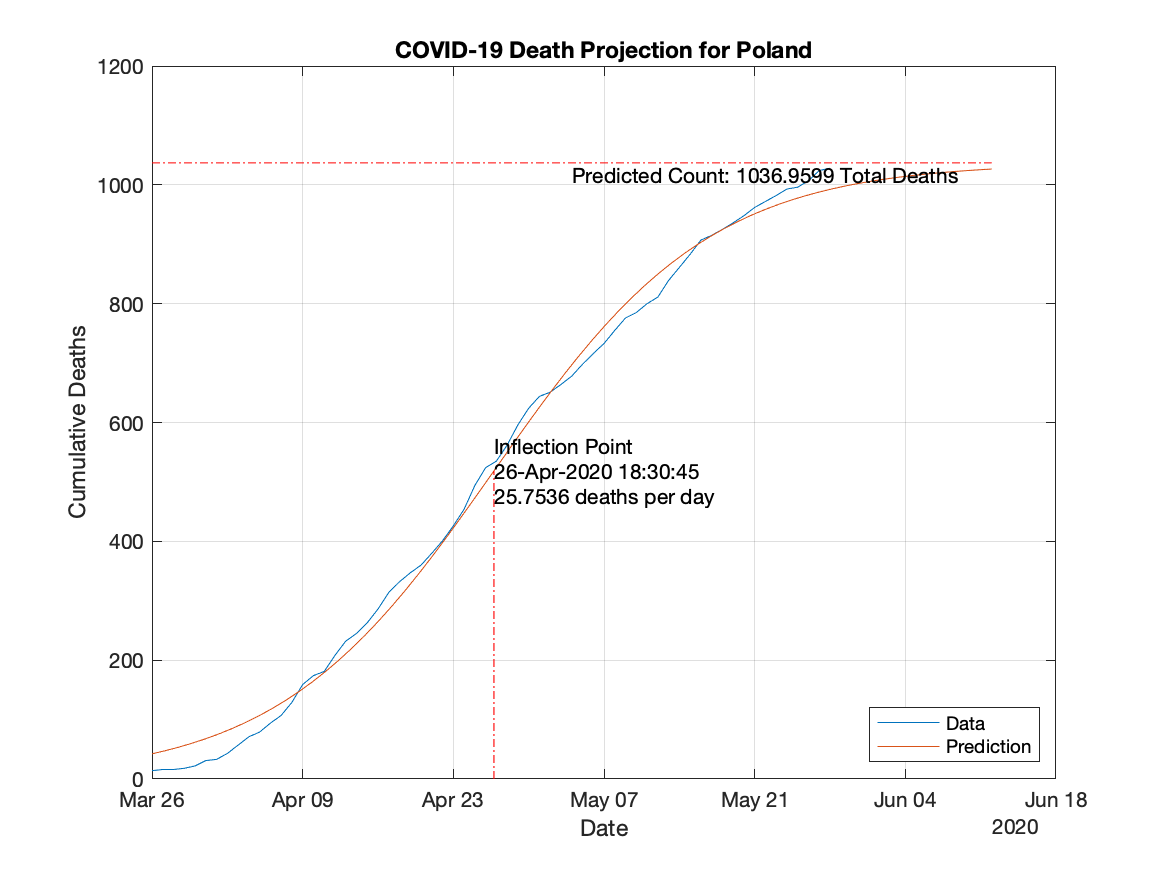 COVID-19 Death Projection for Poland
1200
1000
800
600
400
200
0
Cumulative Deaths
Predicted Count: 1036.9599 Total Deaths
Inflection Point
26-Apr-2020 18:30:45
25.7536 deaths per day
Data
Prediction
Mar 26 Apr 09 Apr 23 May 07 May 21 Jun 04 Jun 18
Date
2020